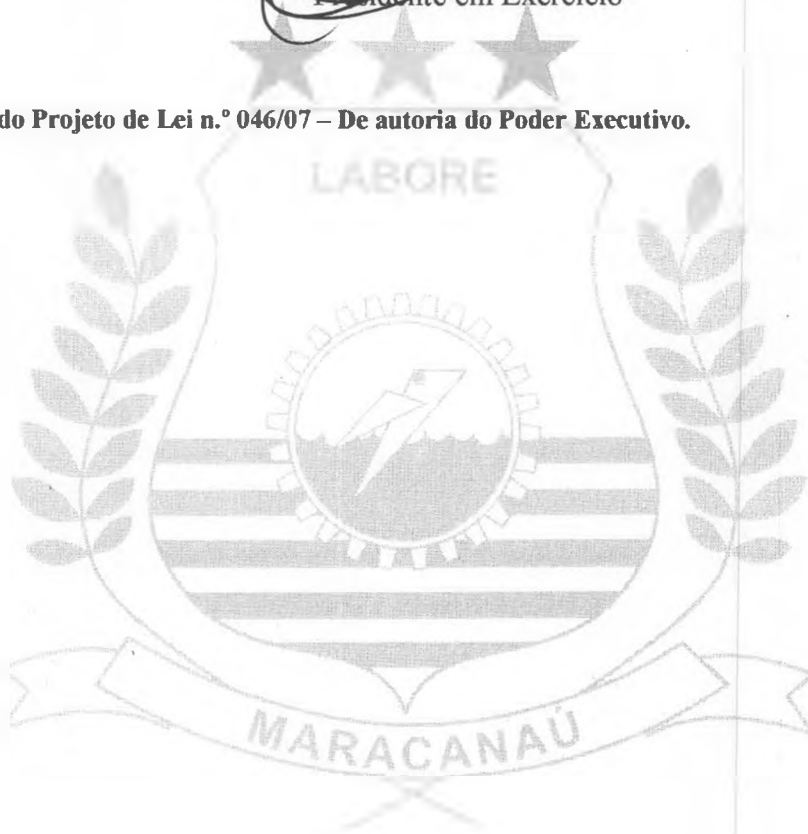 Presidente em Exercício
do Projeto de Lei n.º 046/07 – De autoria do Poder Executivo.
LABORE
MARACANAÚ